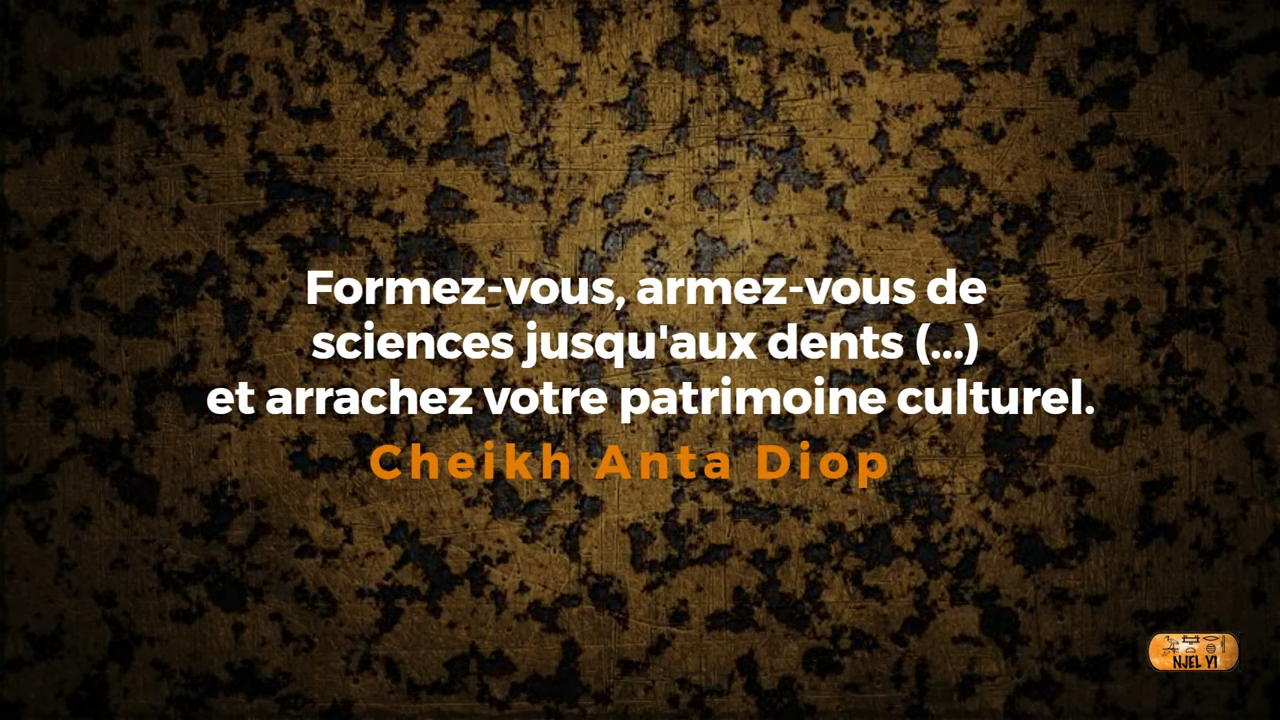 Formez-vous, armez-vous de
sciences jusqu'aux dents (...)
et arrachez votre patrimoine culturel.
Cheikh Anta Diop
NJEL YI